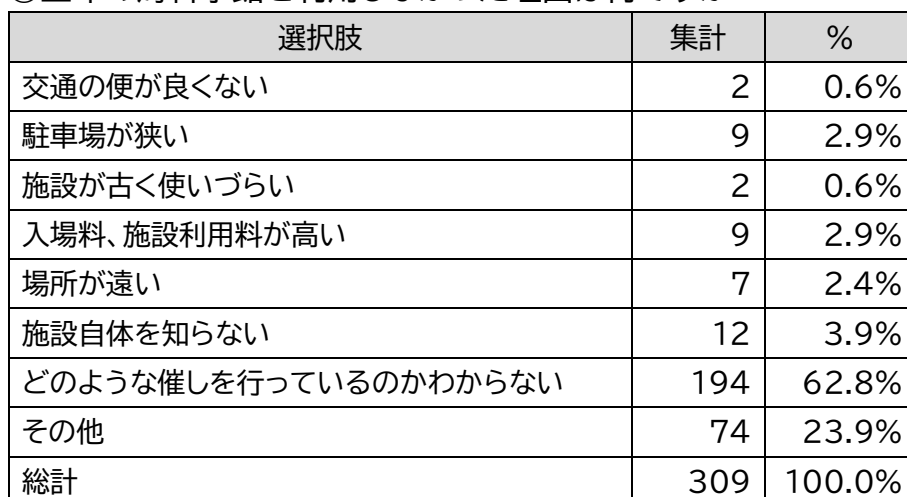 選択肢 集計 %
交通の便が良くない 2 0.6%
駐車場が狭い 9 2.9%
施設が古く使いづらい 2 0.6%
入場料、施設利用料が高い 9 2.9%
場所が遠い 7 2.4%
施設自体を知らない 12 3.9%
どのような催しを行っているのかわからない 194 62.8%
その他 74 23.9%
総計 309 100.0%